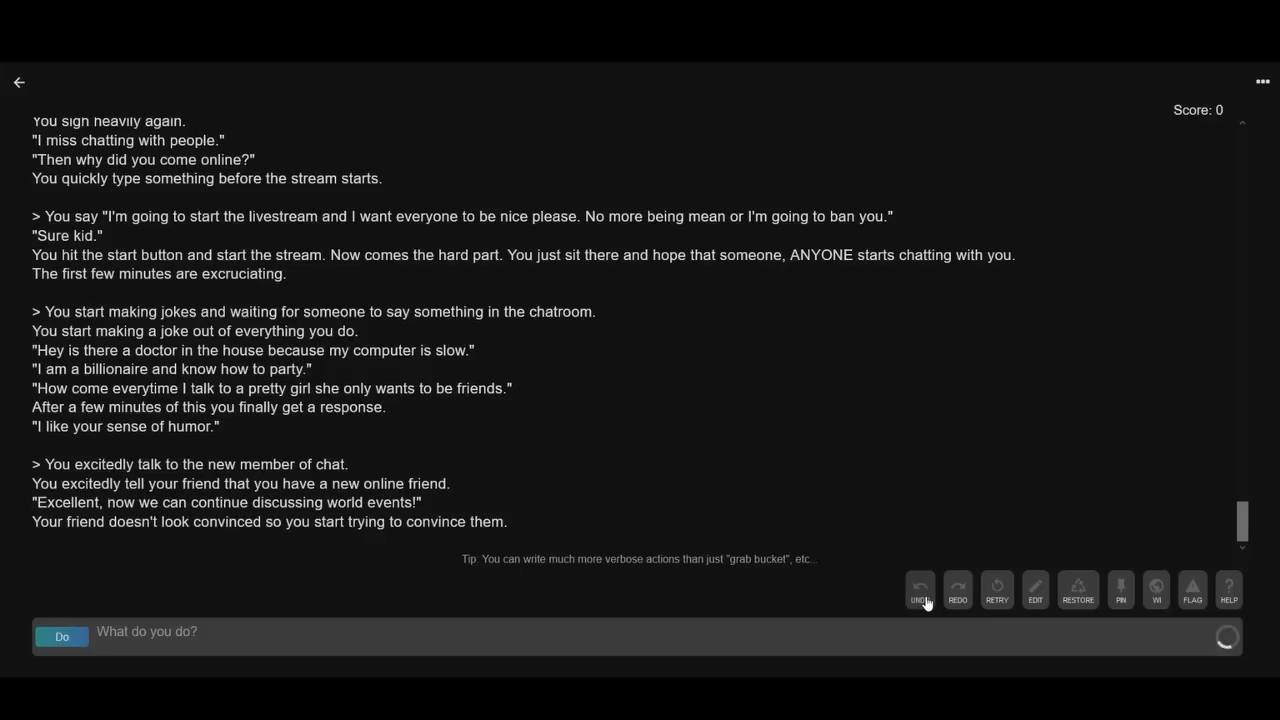 Score: 0
You sigh heavily again.
"I miss chatting with people."
"Then why did you come online?"
You quickly type something before the stream starts.
> You say "I'm going to start the livestream and I want everyone to be nice please. No more being mean or I'm going to ban you."
"Sure kid."
You hit the start button and start the stream. Now comes the hard part. You just sit there and hope that someone, ANYONE starts chatting with you.
The first few minutes are excruciating.
> You start making jokes and waiting for someone to say something in the chatroom.
You start making a joke out of everything you do.
"Hey is there a doctor in the house because my computer is slow."
"I am a billionaire and know how to party."
"How come everytime I talk to a pretty girl she only wants to be friends."
After a few minutes of this you finally get a response.
"I like your sense of humor."
> You excitedly talk to the new member of chat.
You excitedly tell your friend that you have a new online friend.
"Excellent, now we can continue discussing world events!"
Your friend doesn't look convinced so you start trying to convince them.
Tip: You can write much more verbose actions than just "grab bucket", etc...
UNDO REDO RETRY EDIT RESTORE PIN WI FLAG HELP
Do What do you do?